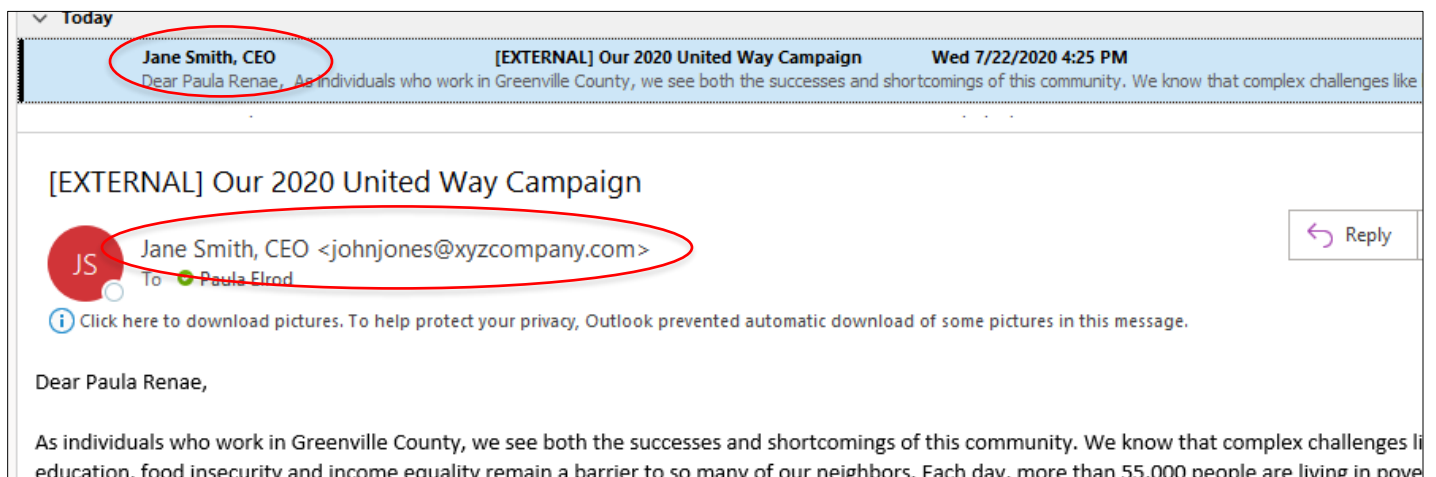 Today
Jane Smith, CEO [EXTERNAL] Our 2020 United Way Campaign Wed 7/22/2020 4:25 PM
Dear Paula Renae, As individuals who work in Greenville County, we see both the successes and shortcomings of this community. We know that complex challenges like
[EXTERNAL] Our 2020 United Way Campaign
JS
Jane Smith, CEO <johnjones@xyzcompany.com>
Reply
To Paula Elrod
Click here to download pictures. To help protect your privacy, Outlook prevented automatic download of some pictures in this message.
Dear Paula Renae,
As individuals who work in Greenville County, we see both the successes and shortcomings of this community. We know that complex challenges li
education, food insecurity and income equality remain a barrier to so many of our neighbors. Each day, more than 55,000 people are living in pove